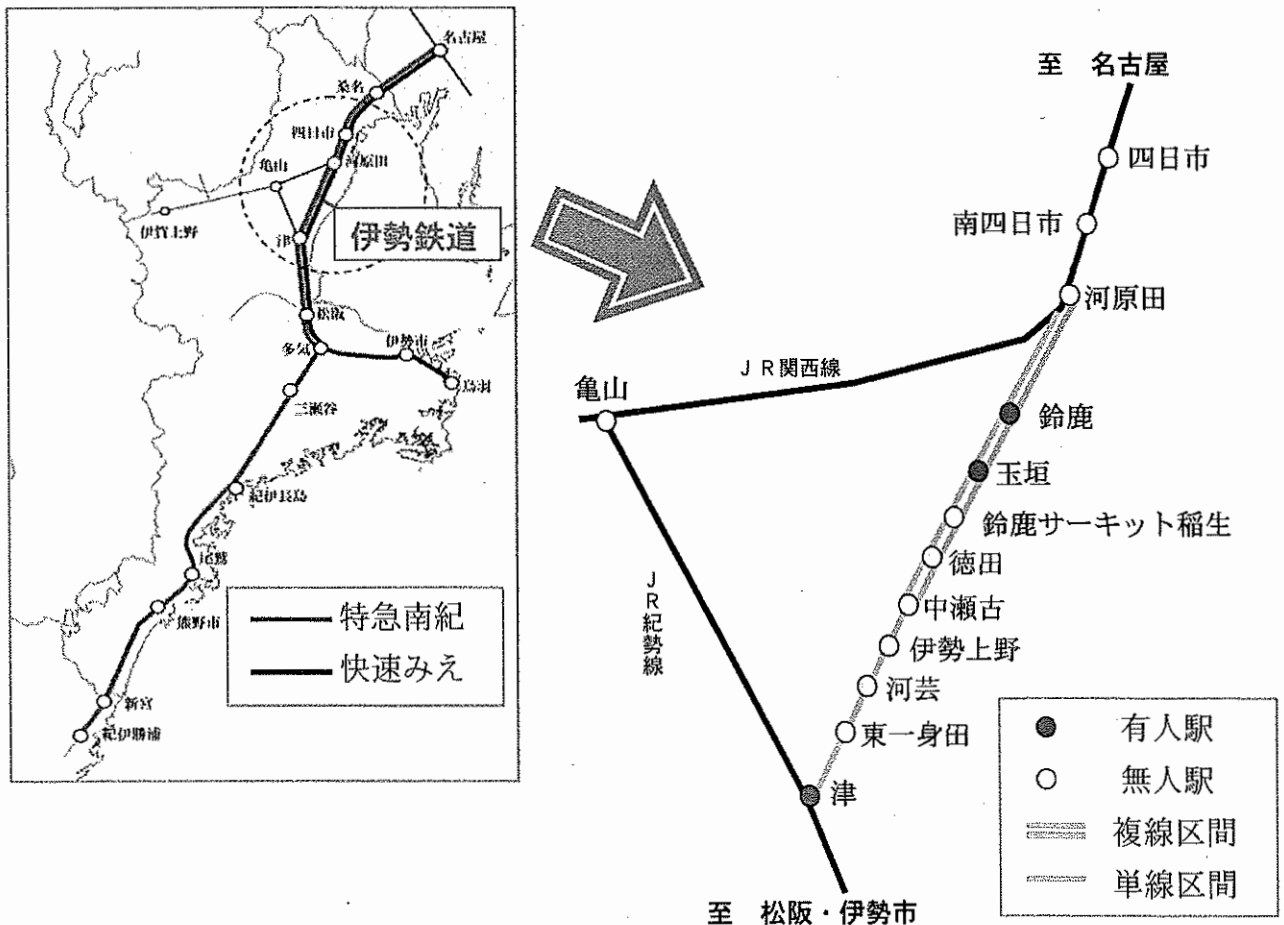 名古屋
桑名
四日市
河原田
亀山
伊賀上野
津
伊勢鉄道
松阪
多気
伊勢市
鳥羽
三瀬谷
紀伊長島
尾鷲
熊野市
新宮
紀伊勝浦
特急南紀
快速みえ
至 名古屋
四日市
南四日市
河原田
JR関西線
亀山
鈴鹿
玉垣
鈴鹿サーキット稲生
徳田
中瀬古
伊勢上野
河芸
東一身田
津
JR紀勢線
至 松阪・伊勢市
有人駅
無人駅
複線区間
単線区間